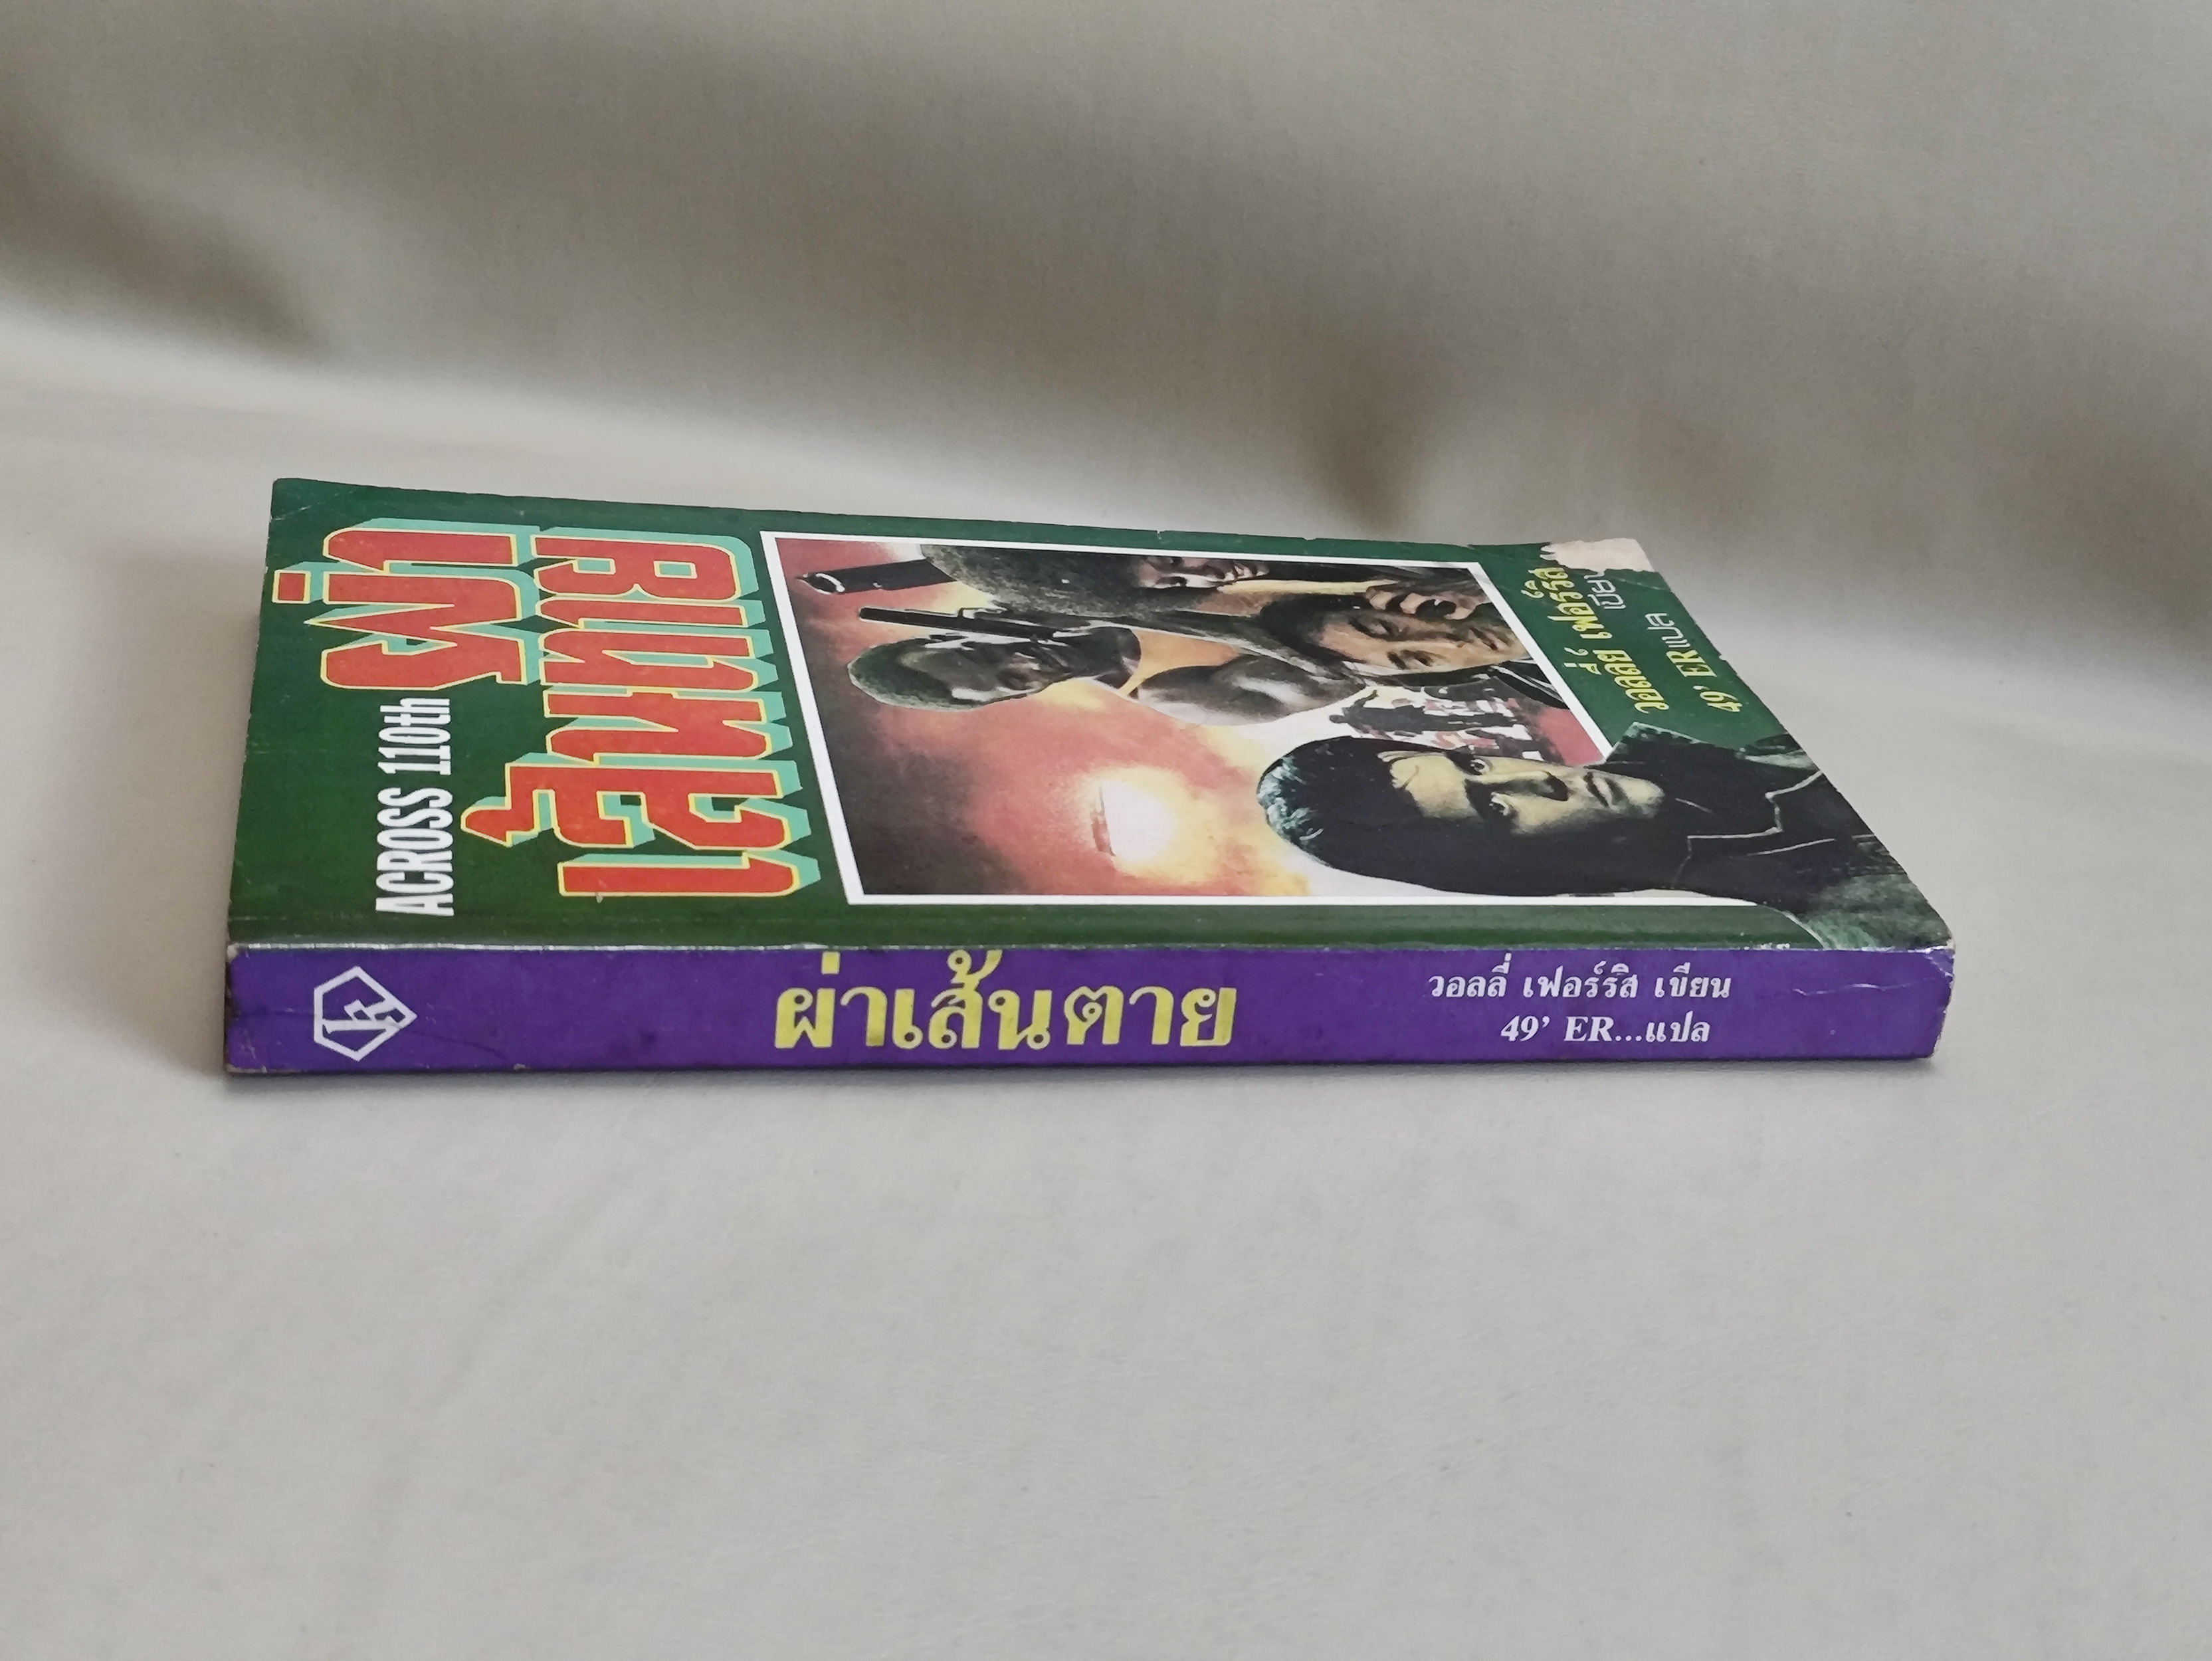 ACROSS 110th
ผ่า
เส้นตาย
วอลลี่ เฟอร์ริส เขียน
49' ER แปล
ผ่าเส้นตาย
วอลลี่ เฟอร์ริส เขียน
49' ER...แปล